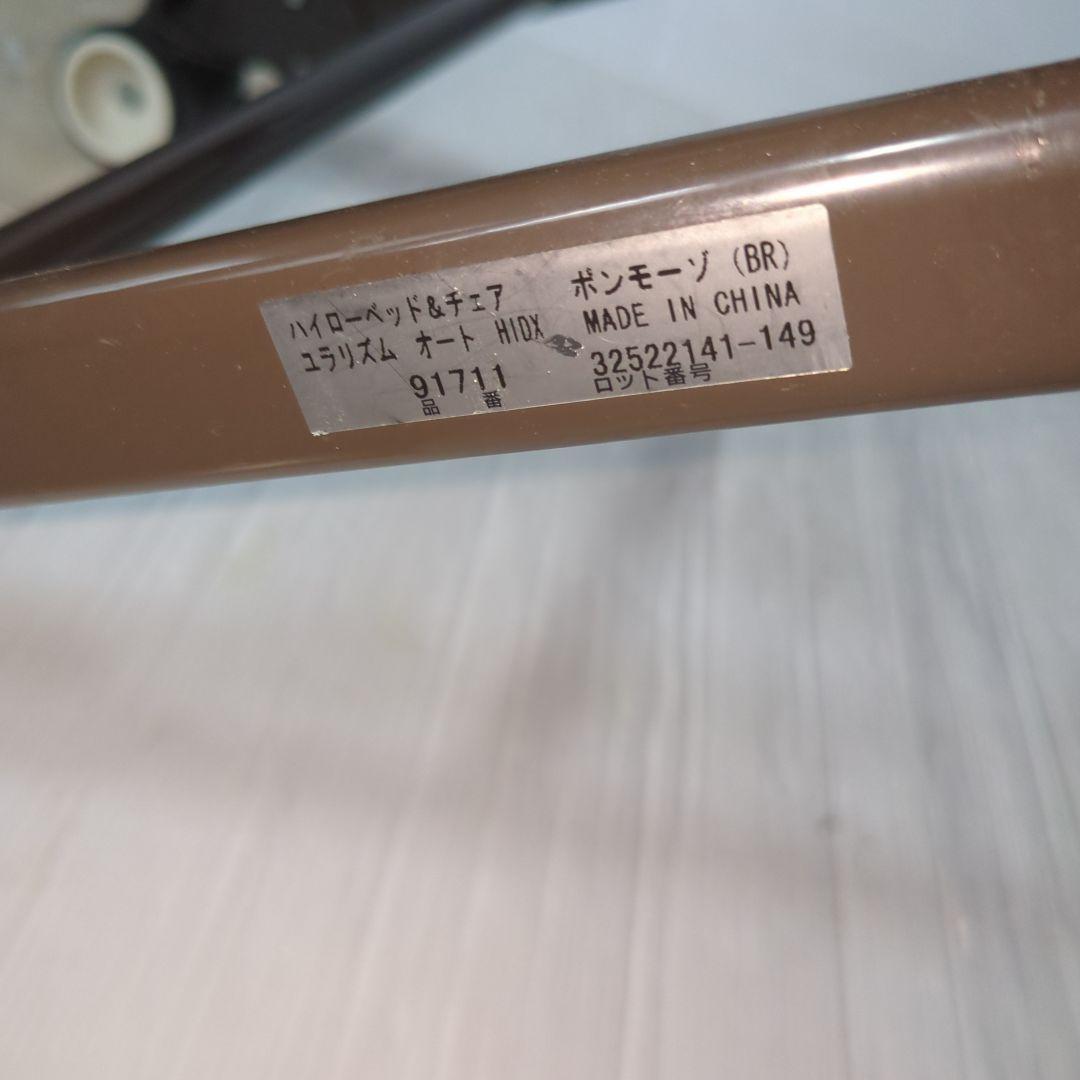 ハイローベッド&チェア ボンモーゾ (BR)
ユラリズム オート HIDX MADE IN CHINA
91711 32522141-149
品 番 ロット番号